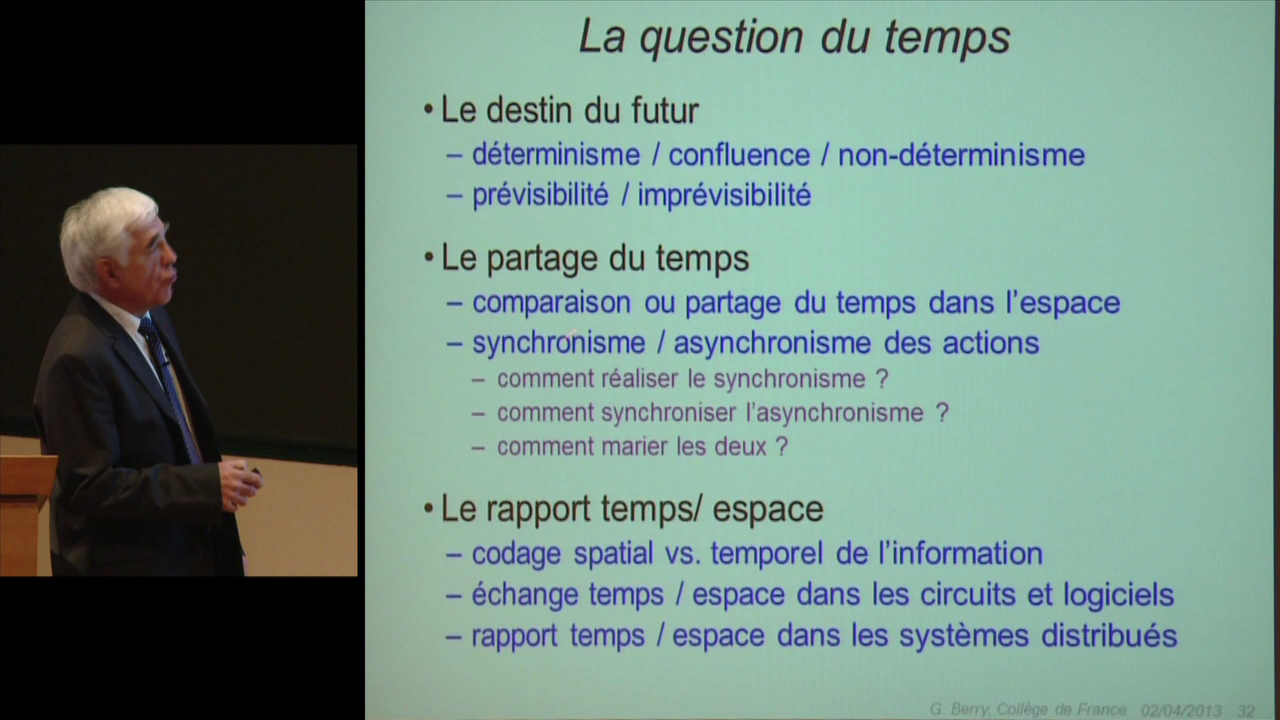 La question du temps
• Le destin du futur
– déterminisme / confluence / non-déterminisme
– prévisibilité / imprévisibilité
• Le partage du temps
– comparaison ou partage du temps dans l'espace
– synchronisme / asynchronisme des actions
– comment réaliser le synchronisme ?
– comment synchroniser l'asynchronisme ?
– comment marier les deux ?
• Le rapport temps/ espace
– codage spatial vs. temporel de l'information
– échange temps / espace dans les circuits et logiciels
– rapport temps / espace dans les systèmes distribués
G. Berry, Collège de France 02/04/2013 32